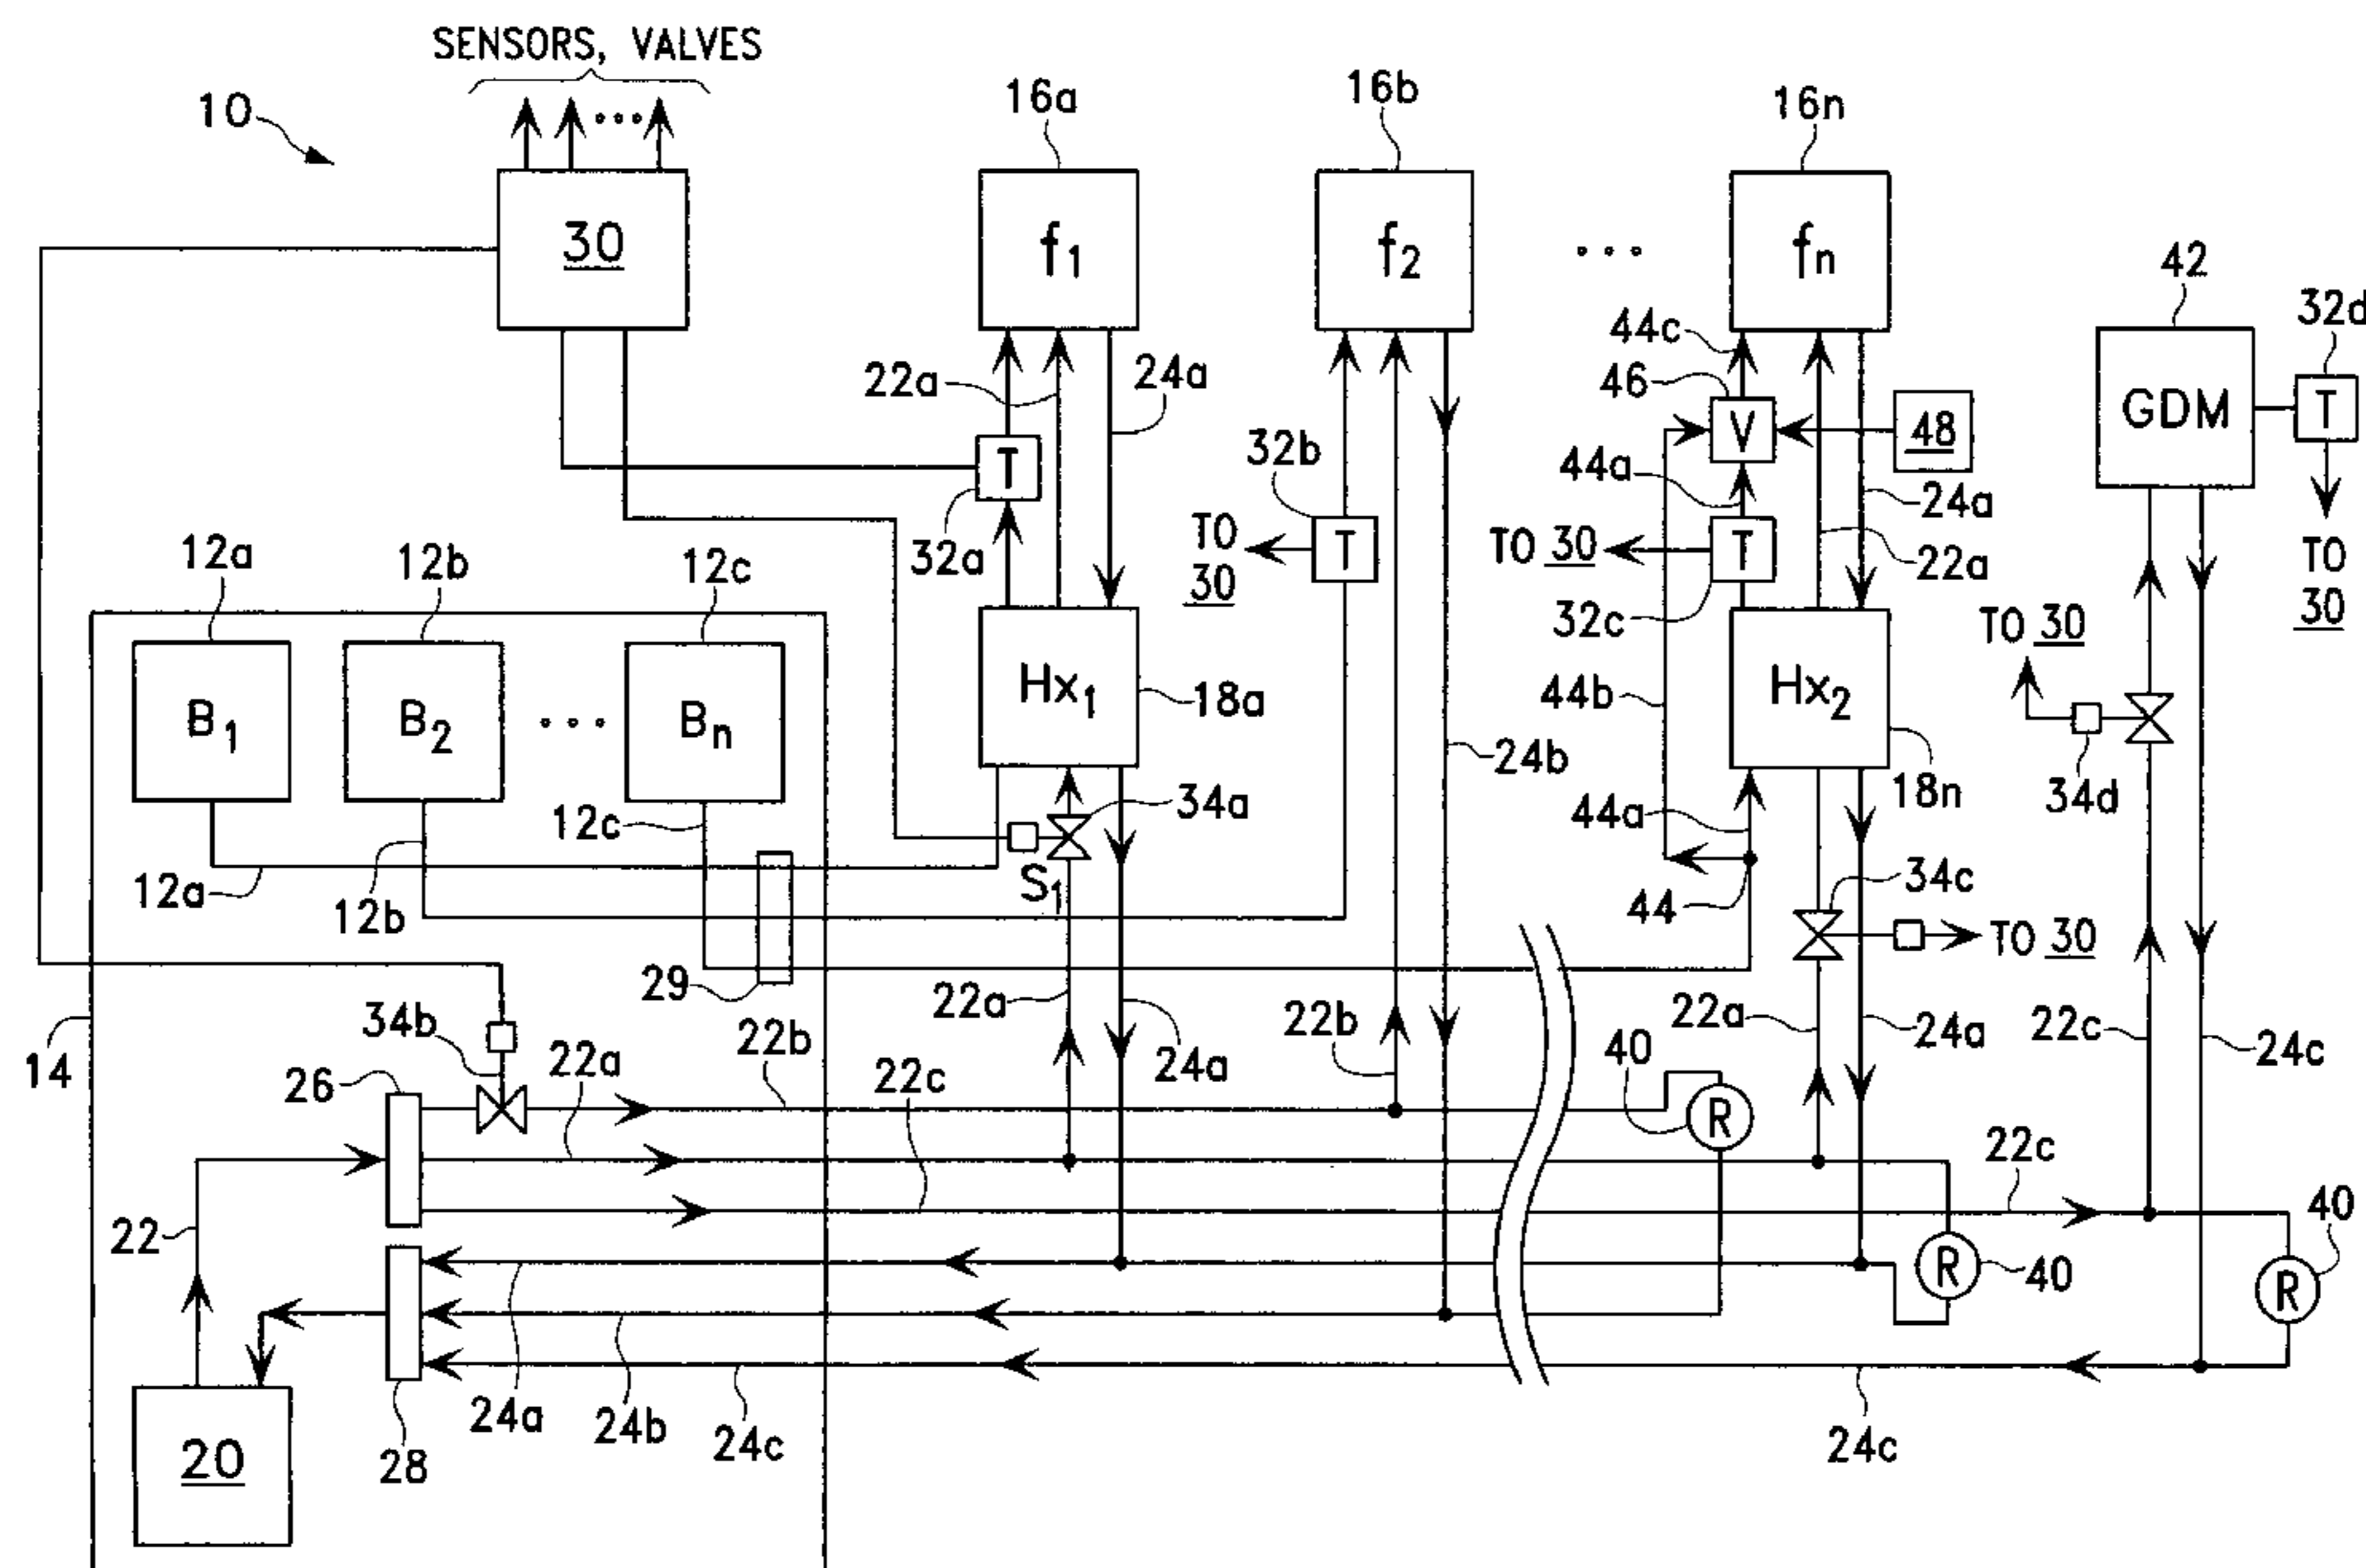 SENSORS, VALVES
10
16a
16b
16n
30
f1
f2
...
fn
42
32d
44c
46
22a
24a
V
48
GDM
T
T
32b
44a
24a
TO 30
32a
TO 30
T
T
22a
TO 30
12a
12b
12c
32c
TO 30
B1
B2
...
Bn
Hx1
18a
44b
Hx2
24b
18n
34d
12c
34a
44a
34c
12a
12b
S1
44
TO 30
29
22a
22b
22a
24a
22c
24c
14
34b
22a
22b
22c
24a
26
40
R
22c
22
40
R
40
R
24a
24b
24c
24c
20
28